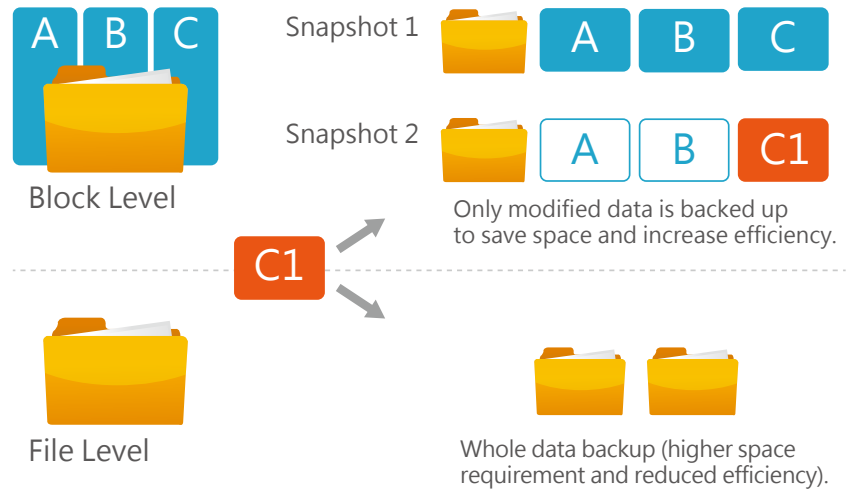 A B C
Block Level
Snapshot 1
A B C
Snapshot 2
A B C1
Only modified data is backed up
to save space and increase efficiency.
C1
File Level
Whole data backup (higher space
requirement and reduced efficiency).